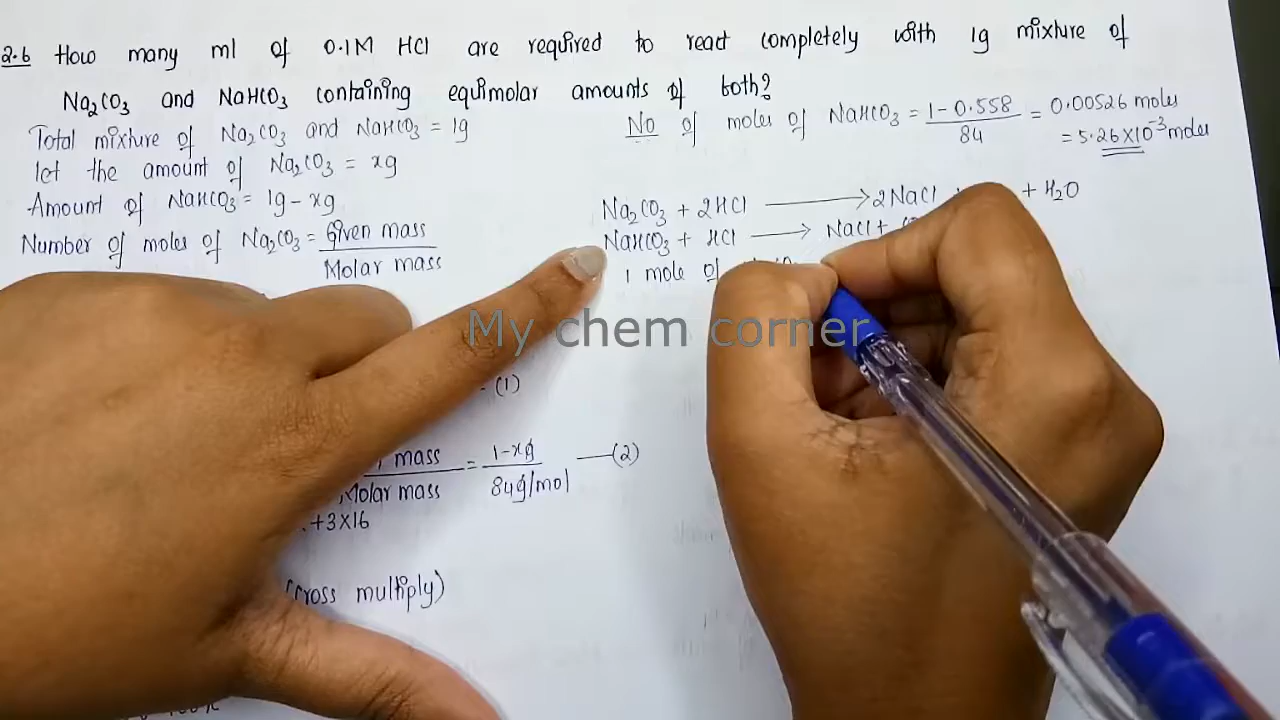 2.6 How many ml of 0.1M HCl are required to react completely with 1g mixture of
Na₂CO₃ and NaHCO₃ containing equimolar amounts of both?
Total mixture of Na₂CO₃ and NaHCO₃ = 1g
let the amount of Na₂CO₃ = xg
Amount of NaHCO₃ = 1g - xg
Number of moles of Na₂CO₃ = Given mass
Molar mass
- (1)
mass = 1-xg —(2)
Molar mass 84g/mol
+3X16
(cross multiply)
No of moles of NaHCO₃ = 1-0.558 = 0.00526 moles
84
= 5.26X10⁻³ moles
Na₂CO₃ + 2HCl ⟶ 2NaCl + H₂O
NaHCO₃ + HCl ⟶ NaCl +
1 mole of
My chem corner